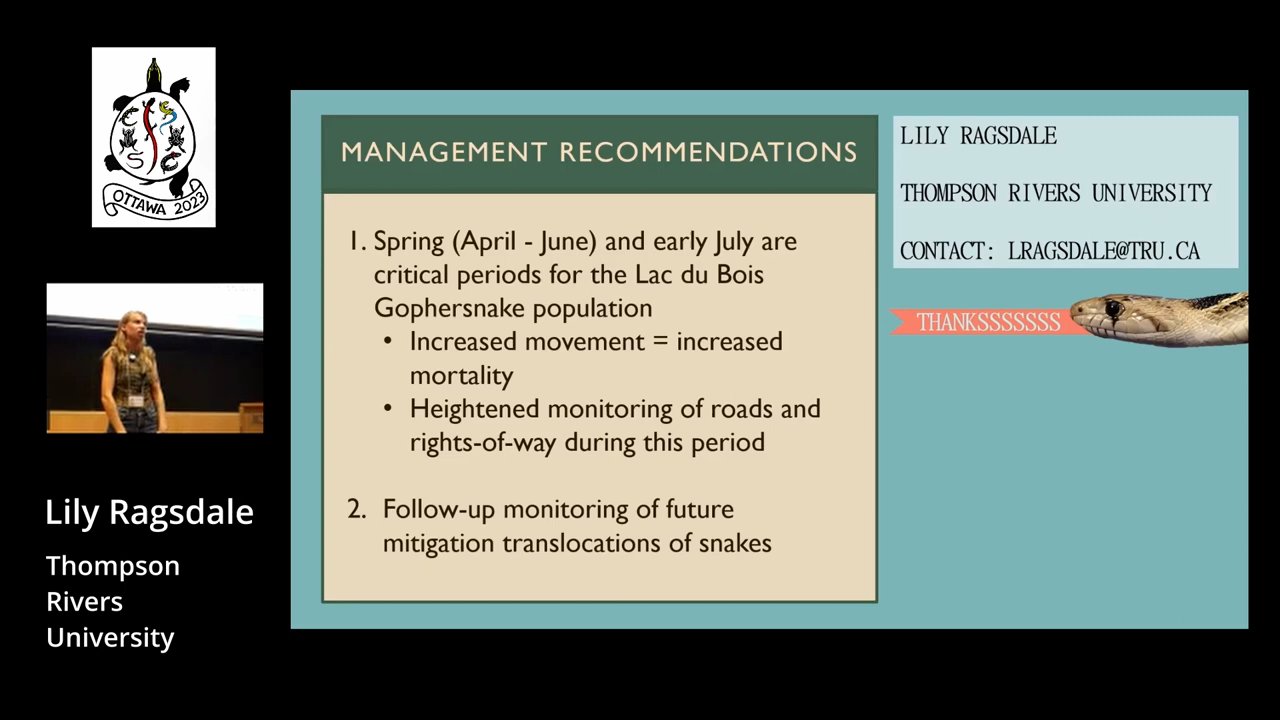 OTTAWA 2023
Lily Ragsdale
Thompson
Rivers
University
MANAGEMENT RECOMMENDATIONS
1. Spring (April - June) and early July are
critical periods for the Lac du Bois
Gophersnake population
• Increased movement = increased
mortality
• Heightened monitoring of roads and
rights-of-way during this period
2. Follow-up monitoring of future
mitigation translocations of snakes
LILY RAGSDALE
THOMPSON RIVERS UNIVERSITY
CONTACT: LRAGSDALE@TRU.CA
THANKSSSSSSS